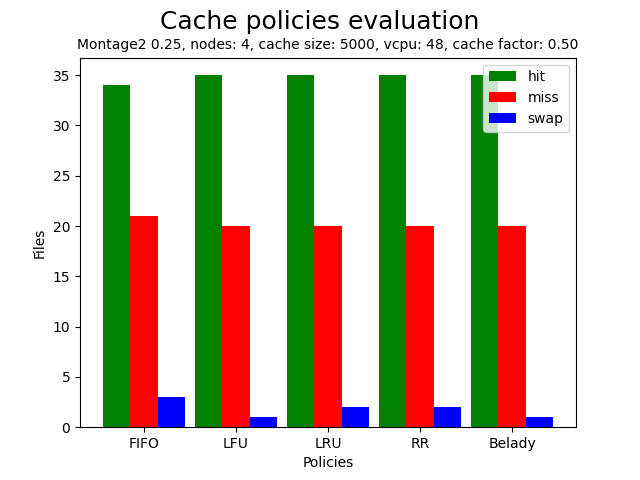 Cache policies evaluation
Montage2 0.25, nodes: 4, cache size: 5000, vcpu: 48, cache factor: 0.50
hit
miss
swap
35
30
25
20
15
10
5
0
Files
FIFO LFU LRU RR Belady
Policies